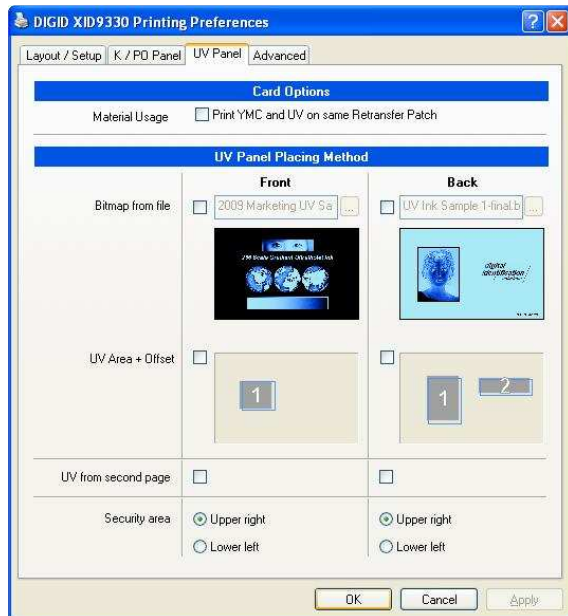 DIGID XID9330 Printing Preferences
Layout / Setup K / PO Panel UV Panel Advanced
Card Options
Material Usage Print YMC and UV on same Retransfer Patch
UV Panel Placing Method
Front Back
Bitmap from file 2009 Marketing UV Sa ... UV Ink Sample 1-final.b ...
digital
identification
UV Area + Offset
1 1 2
UV from second page
Security area Upper right Upper right
Lower left Lower left
OK Cancel Apply